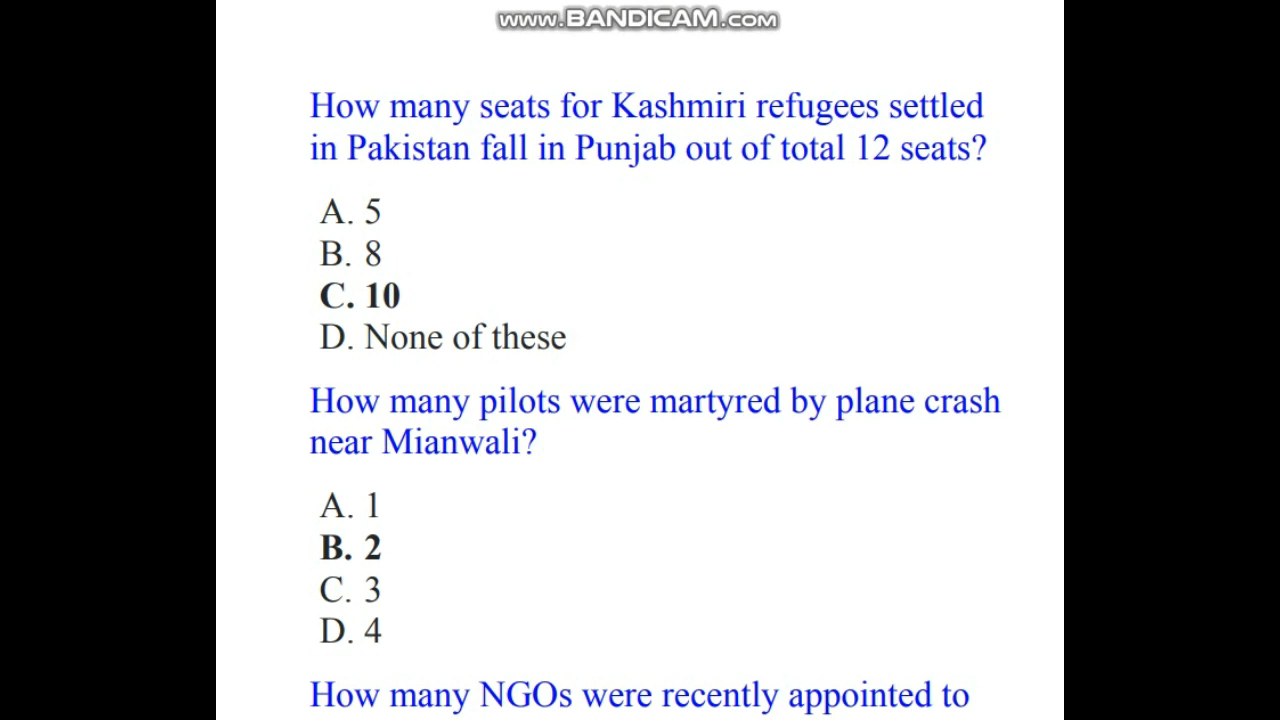 www.BANDICAM.com
How many seats for Kashmiri refugees settled
in Pakistan fall in Punjab out of total 12 seats?
A. 5
B. 8
C. 10
D. None of these
How many pilots were martyred by plane crash
near Mianwali?
A. 1
B. 2
C. 3
D. 4
How many NGOs were recently appointed to